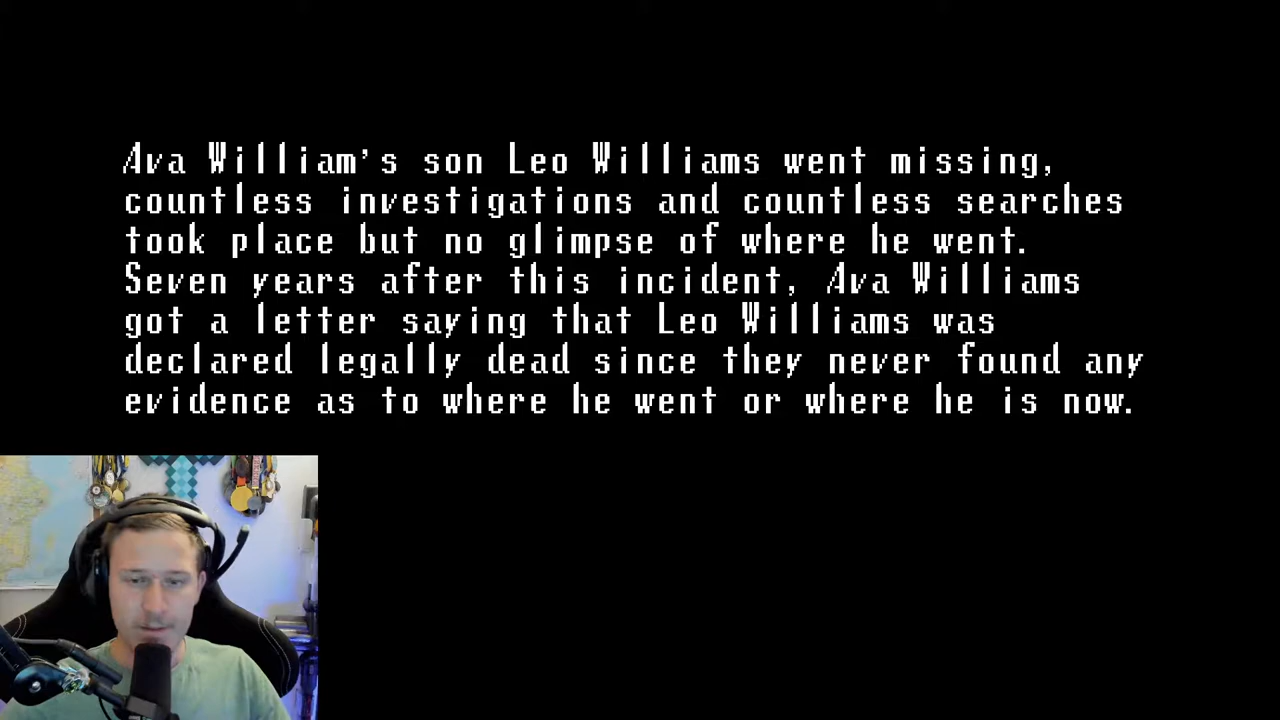 Ava William's son Leo Williams went missing,
countless investigations and countless searches
took place but no glimpse of where he went.
Seven years after this incident, Ava Williams
got a letter saying that Leo Williams was
declared legally dead since they never found any
evidence as to where he went or where he is now.